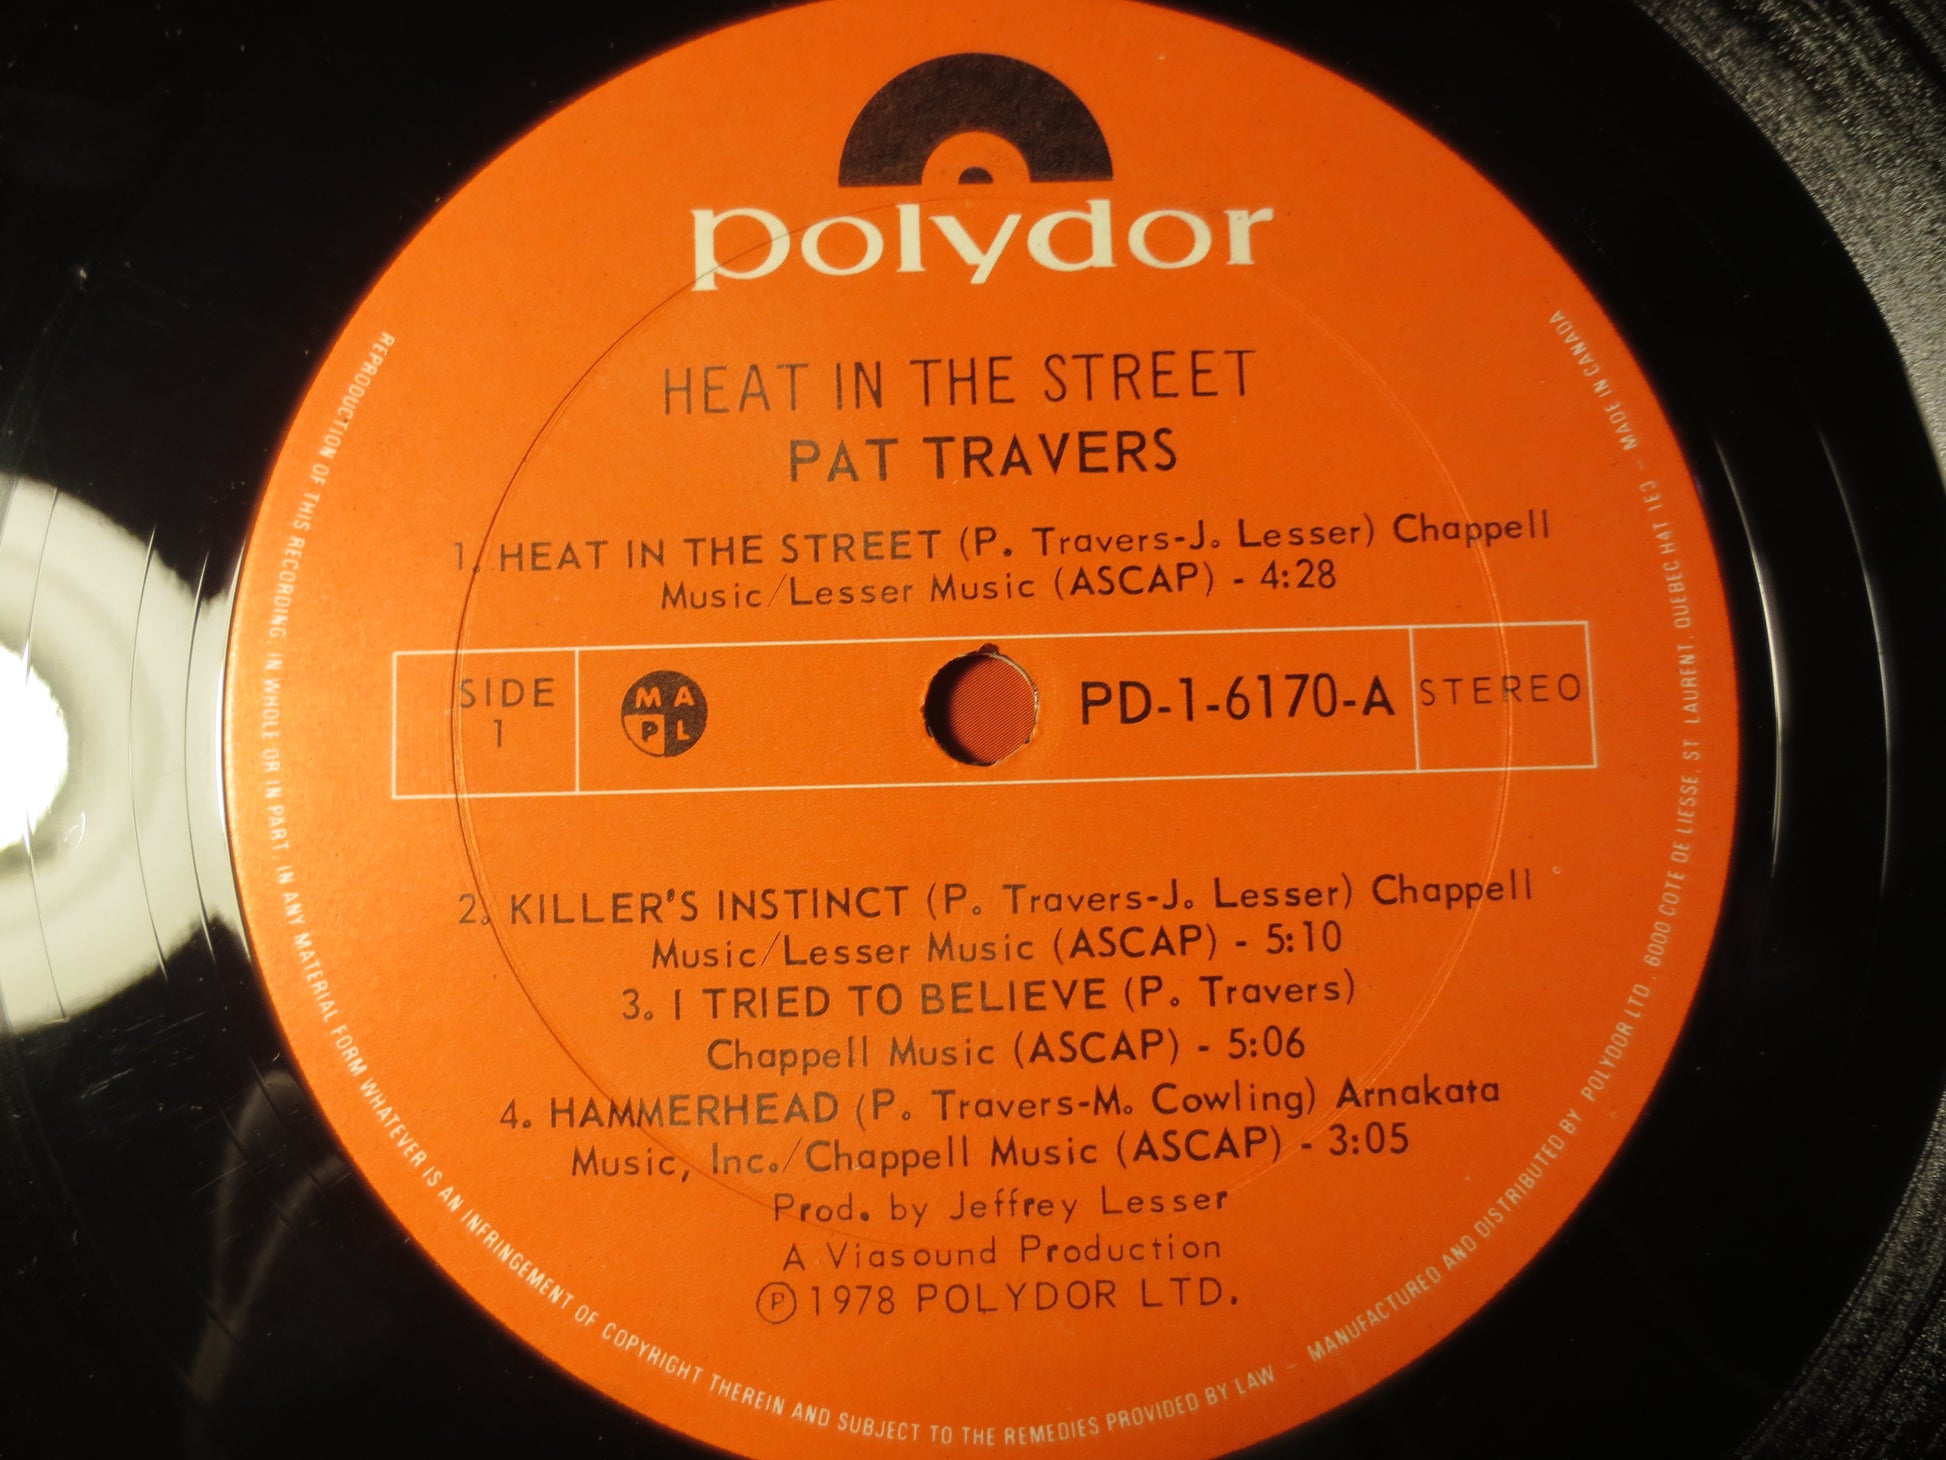 polydor
HEAT IN THE STREET
PAT TRAVERS
1. HEAT IN THE STREET (P. Travers-J. Lesser) Chappell
Music/Lesser Music (ASCAP) - 4:28
SIDE
1
MAPL
PD-1-6170-A
STEREO
2. KILLER'S INSTINCT (P. Travers-J. Lesser) Chappell
Music/Lesser Music (ASCAP) - 5:10
3. I TRIED TO BELIEVE (P. Travers)
Chappell Music (ASCAP) - 5:06
4. HAMMERHEAD (P. Travers-M. Cowling) Arnakata
Music, Inc./Chappell Music (ASCAP) - 3:05
Prod. by Jeffrey Lesser
A Viasound Production
Ⓟ1978 POLYDOR LTD.
REPRODUCTION OF THIS RECORDING, IN WHOLE OR IN PART, IN ANY MATERIAL FORM WHATEVER IS AN INFRINGEMENT OF COPYRIGHT THEREIN AND SUBJECT TO THE REMEDIES PROVIDED BY LAW – MANUFACTURED AND DISTRIBUTED BY POLYDOR LTD., 6000 COTE DE LIESSE, ST LAURENT, QUEBEC H4T 1E3 – MADE IN CANADA